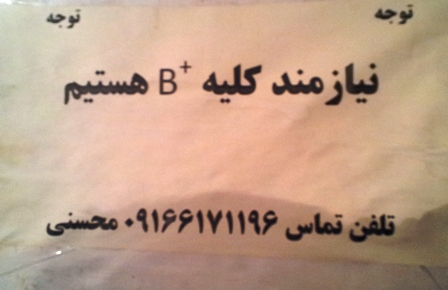 توجه توجه
نیازمند کلیه B+ هستیم
تلفن تماس ۰۹۱۶۶۱۷۱۱۹۶ محسنی